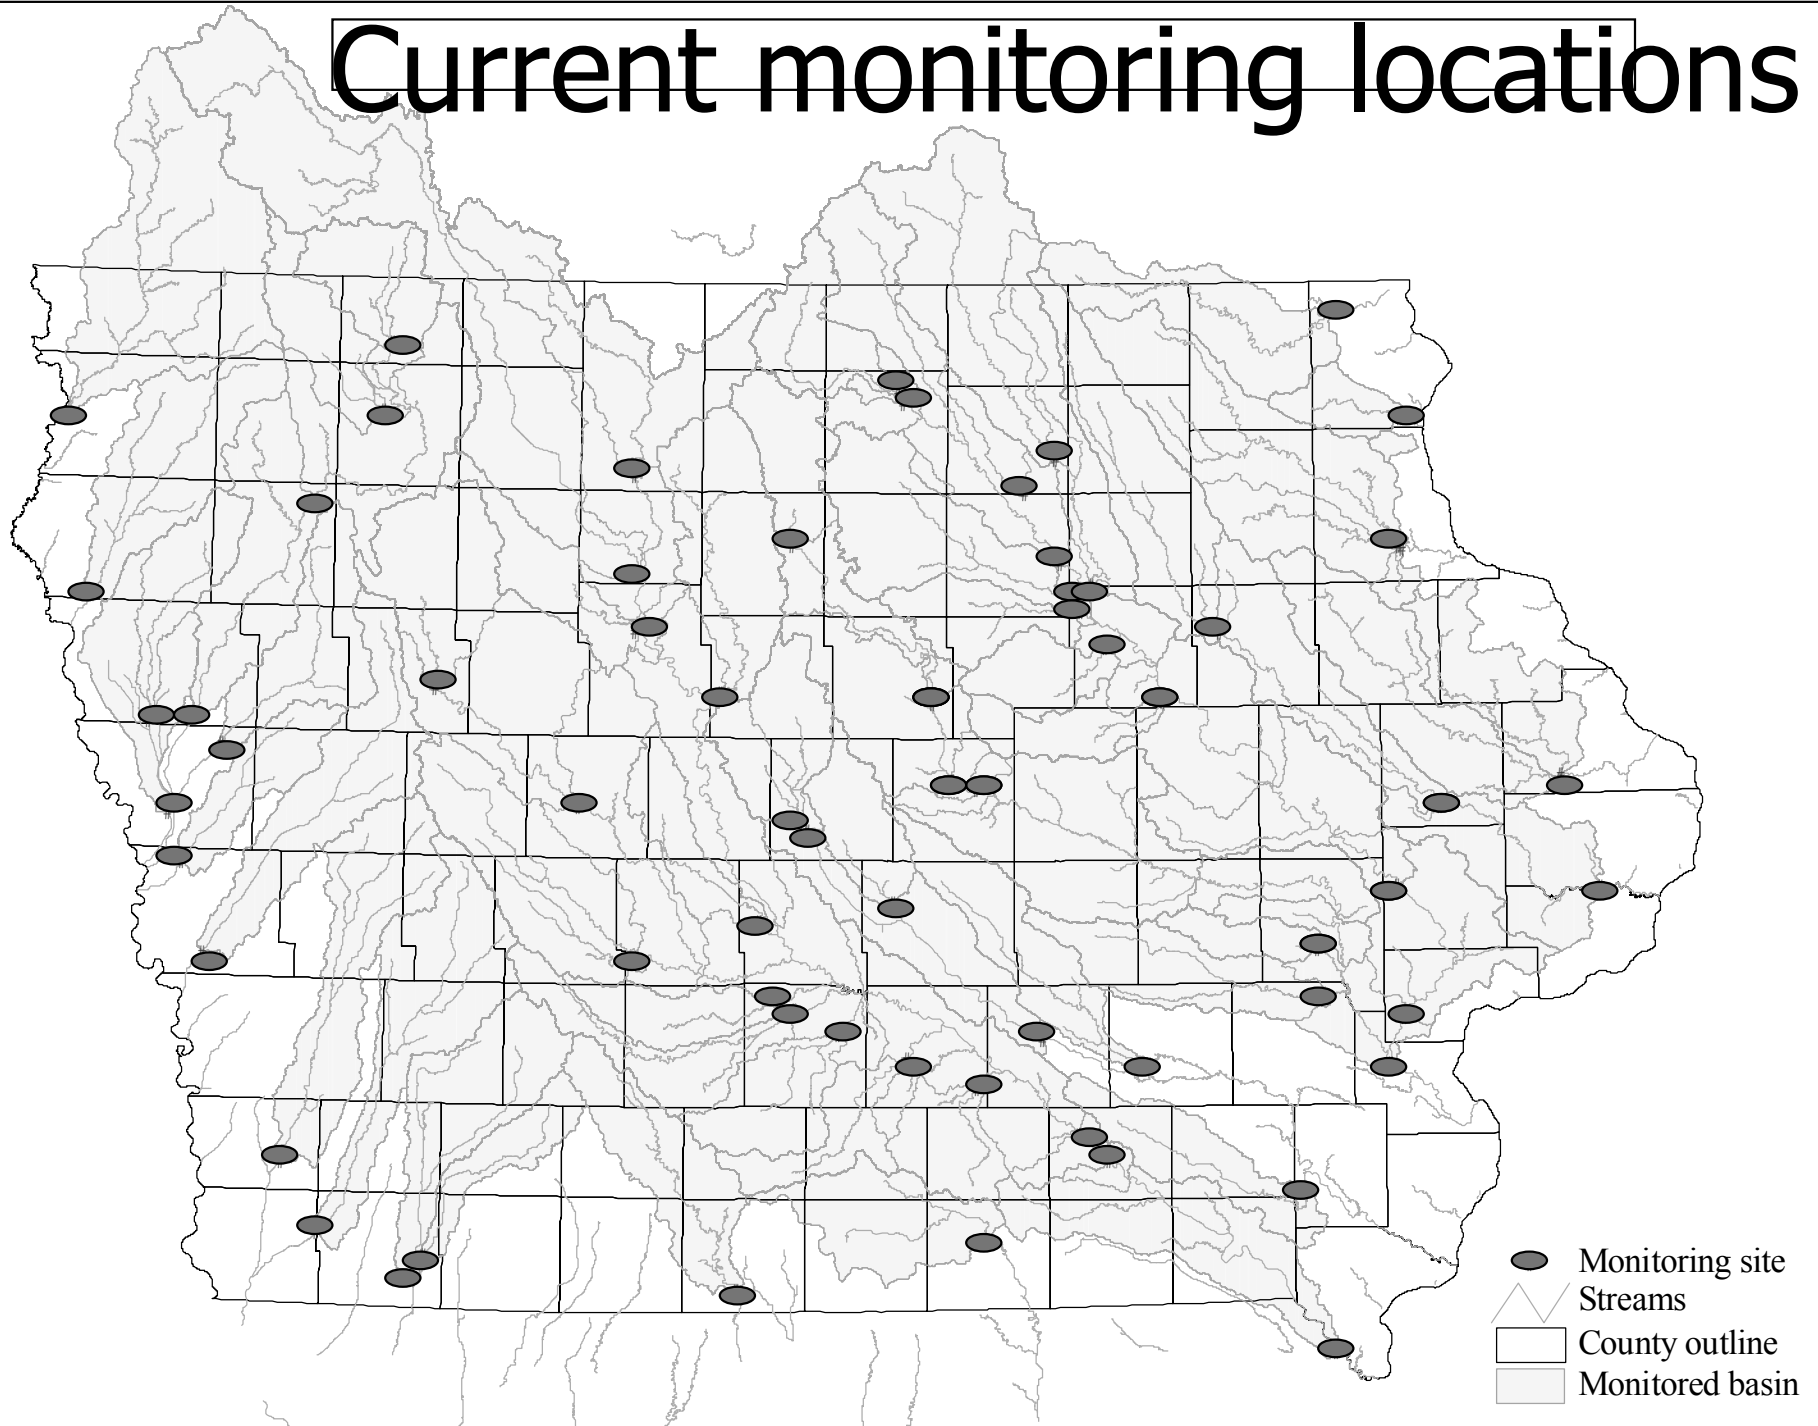 Current monitoring locations
Monitoring site
Streams
County outline
Monitored basin